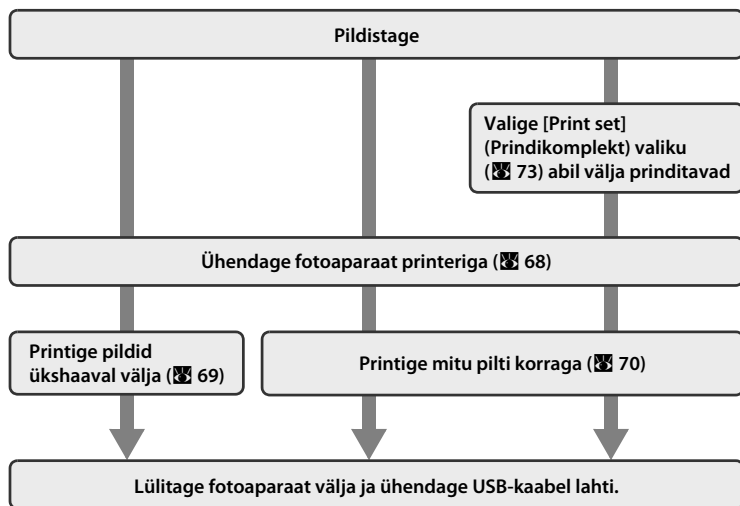 Pildistage
Valige [Print set]
(Prindikomplekt) valiku
( 73) abil välja prinditavad
Ühendage fotoaparaat printeriga ( 68)
Printige pildid
ükshaaval välja ( 69)
Printige mitu pilti korraga ( 70)
Lülitage fotoaparaat välja ja ühendage USB-kaabel lahti.